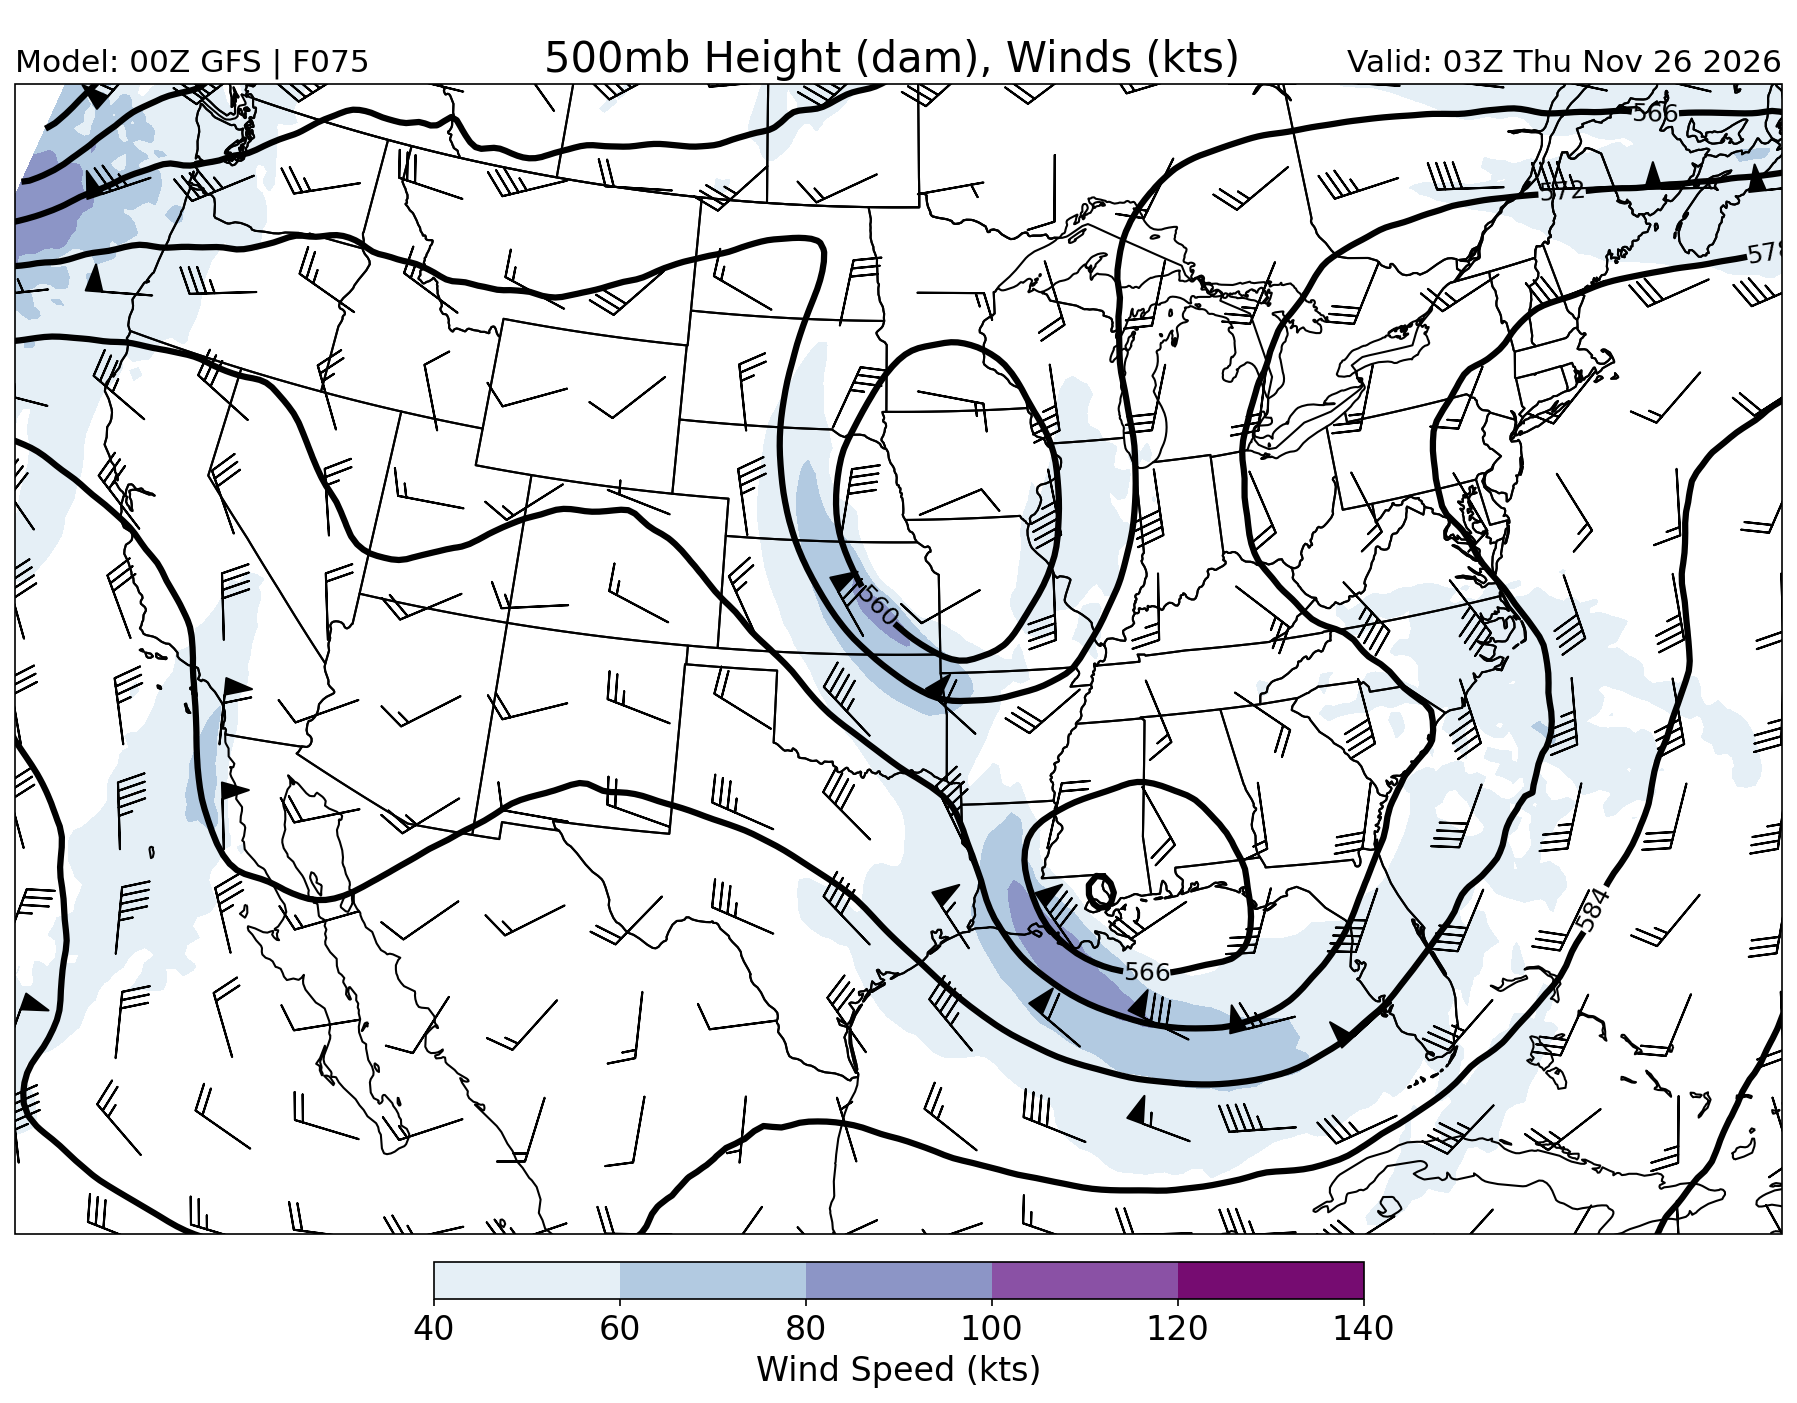 Model: 00Z GFS | F075
500mb Height (dam), Winds (kts)
Valid: 03Z Thu Nov 26 2026
566
572
578
560
584
566
40 60 80 100 120 140
Wind Speed (kts)